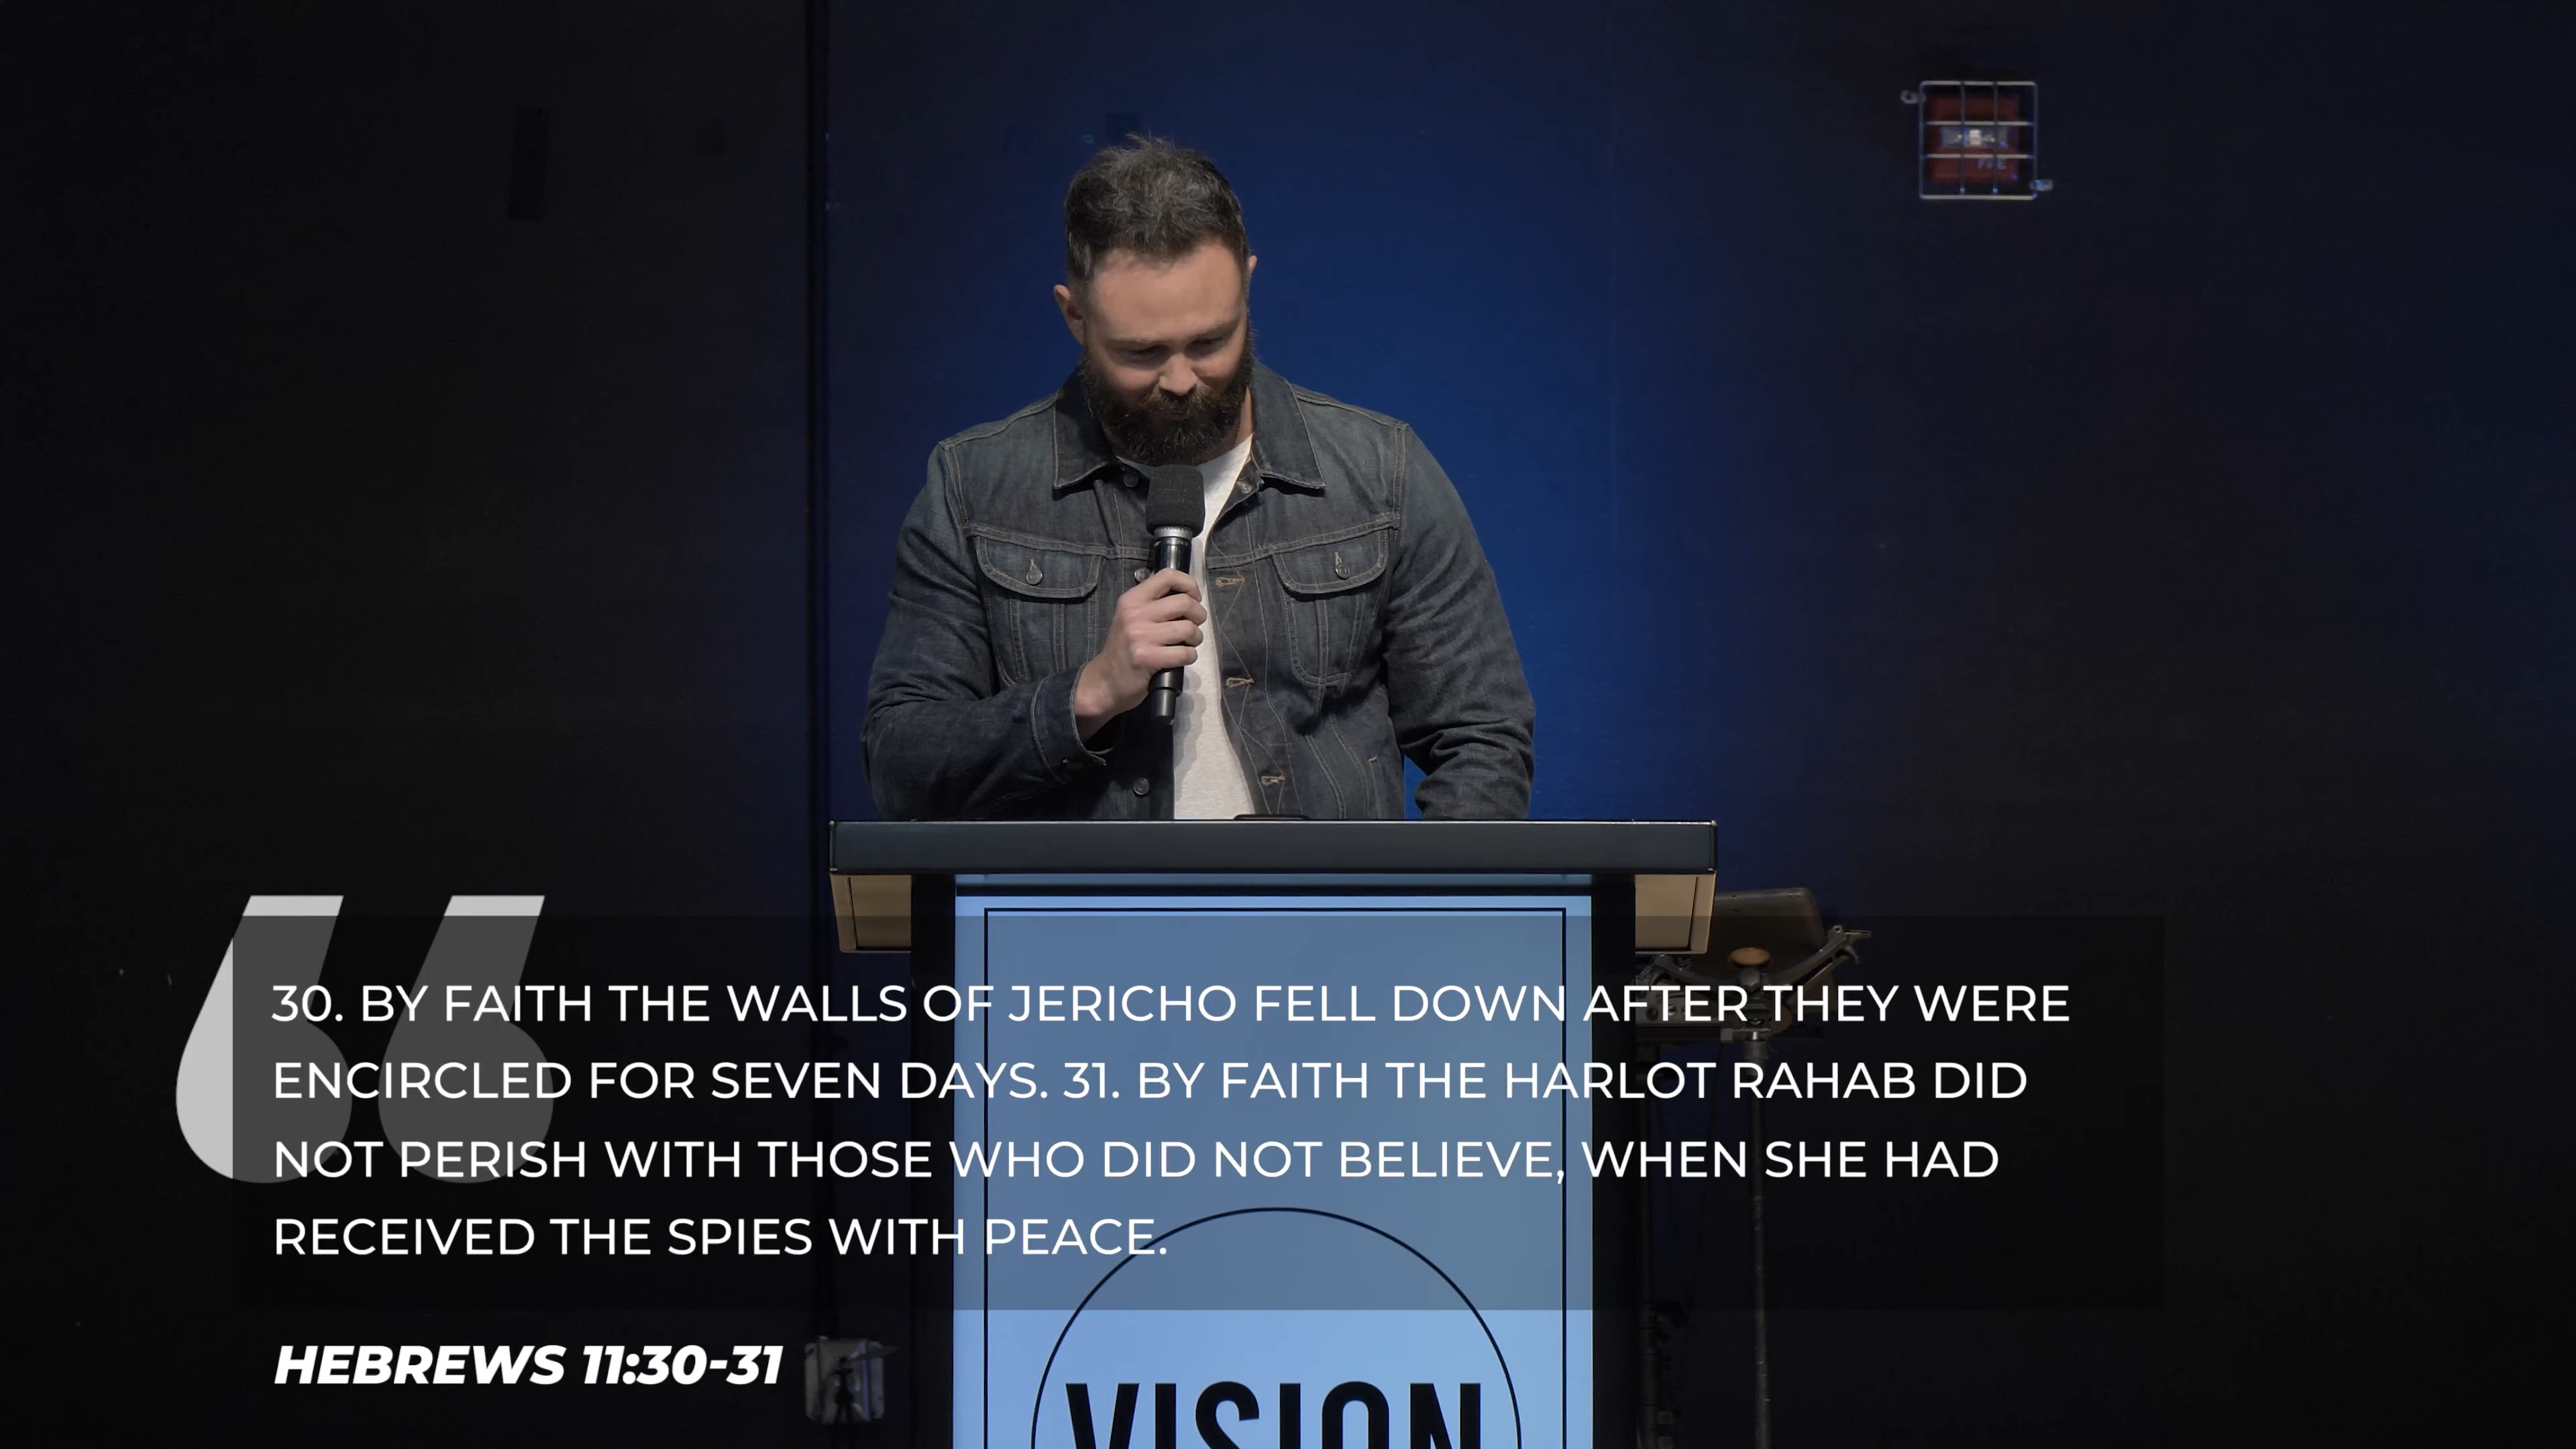 FIRE
30. BY FAITH THE WALLS OF JERICHO FELL DOWN AFTER THEY WERE
ENCIRCLED FOR SEVEN DAYS. 31. BY FAITH THE HARLOT RAHAB DID
NOT PERISH WITH THOSE WHO DID NOT BELIEVE, WHEN SHE HAD
RECEIVED THE SPIES WITH PEACE.
HEBREWS 11:30-31
VISION